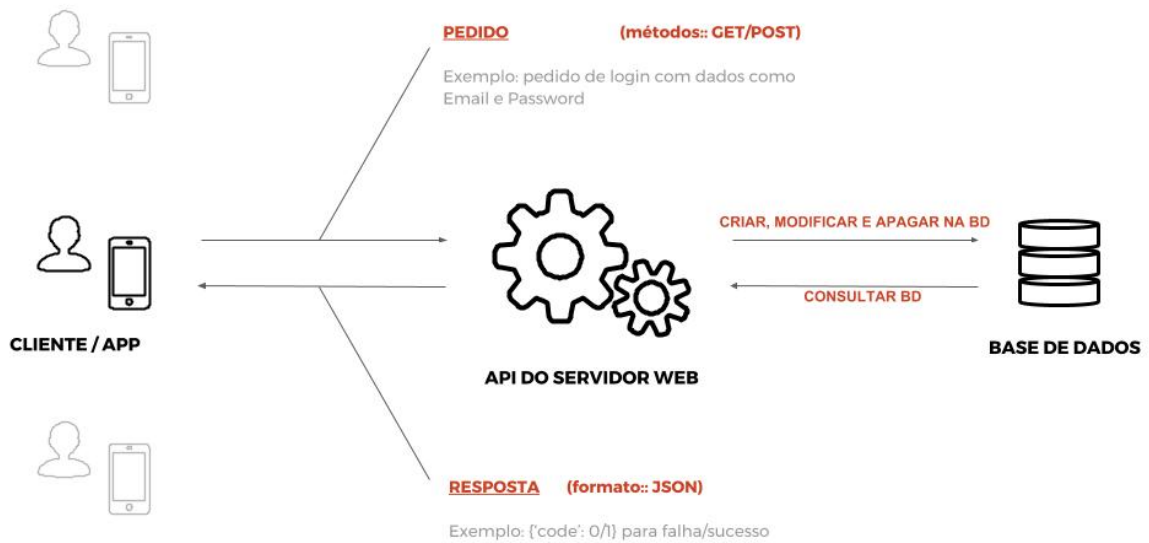 PEDIDO (métodos:: GET/POST)
Exemplo: pedido de login com dados como
Email e Password
CRIAR, MODIFICAR E APAGAR NA BD
CONSULTAR BD
CLIENTE / APP
BASE DE DADOS
API DO SERVIDOR WEB
RESPOSTA (formato:: JSON)
Exemplo: {'code': 0/1} para falha/sucesso